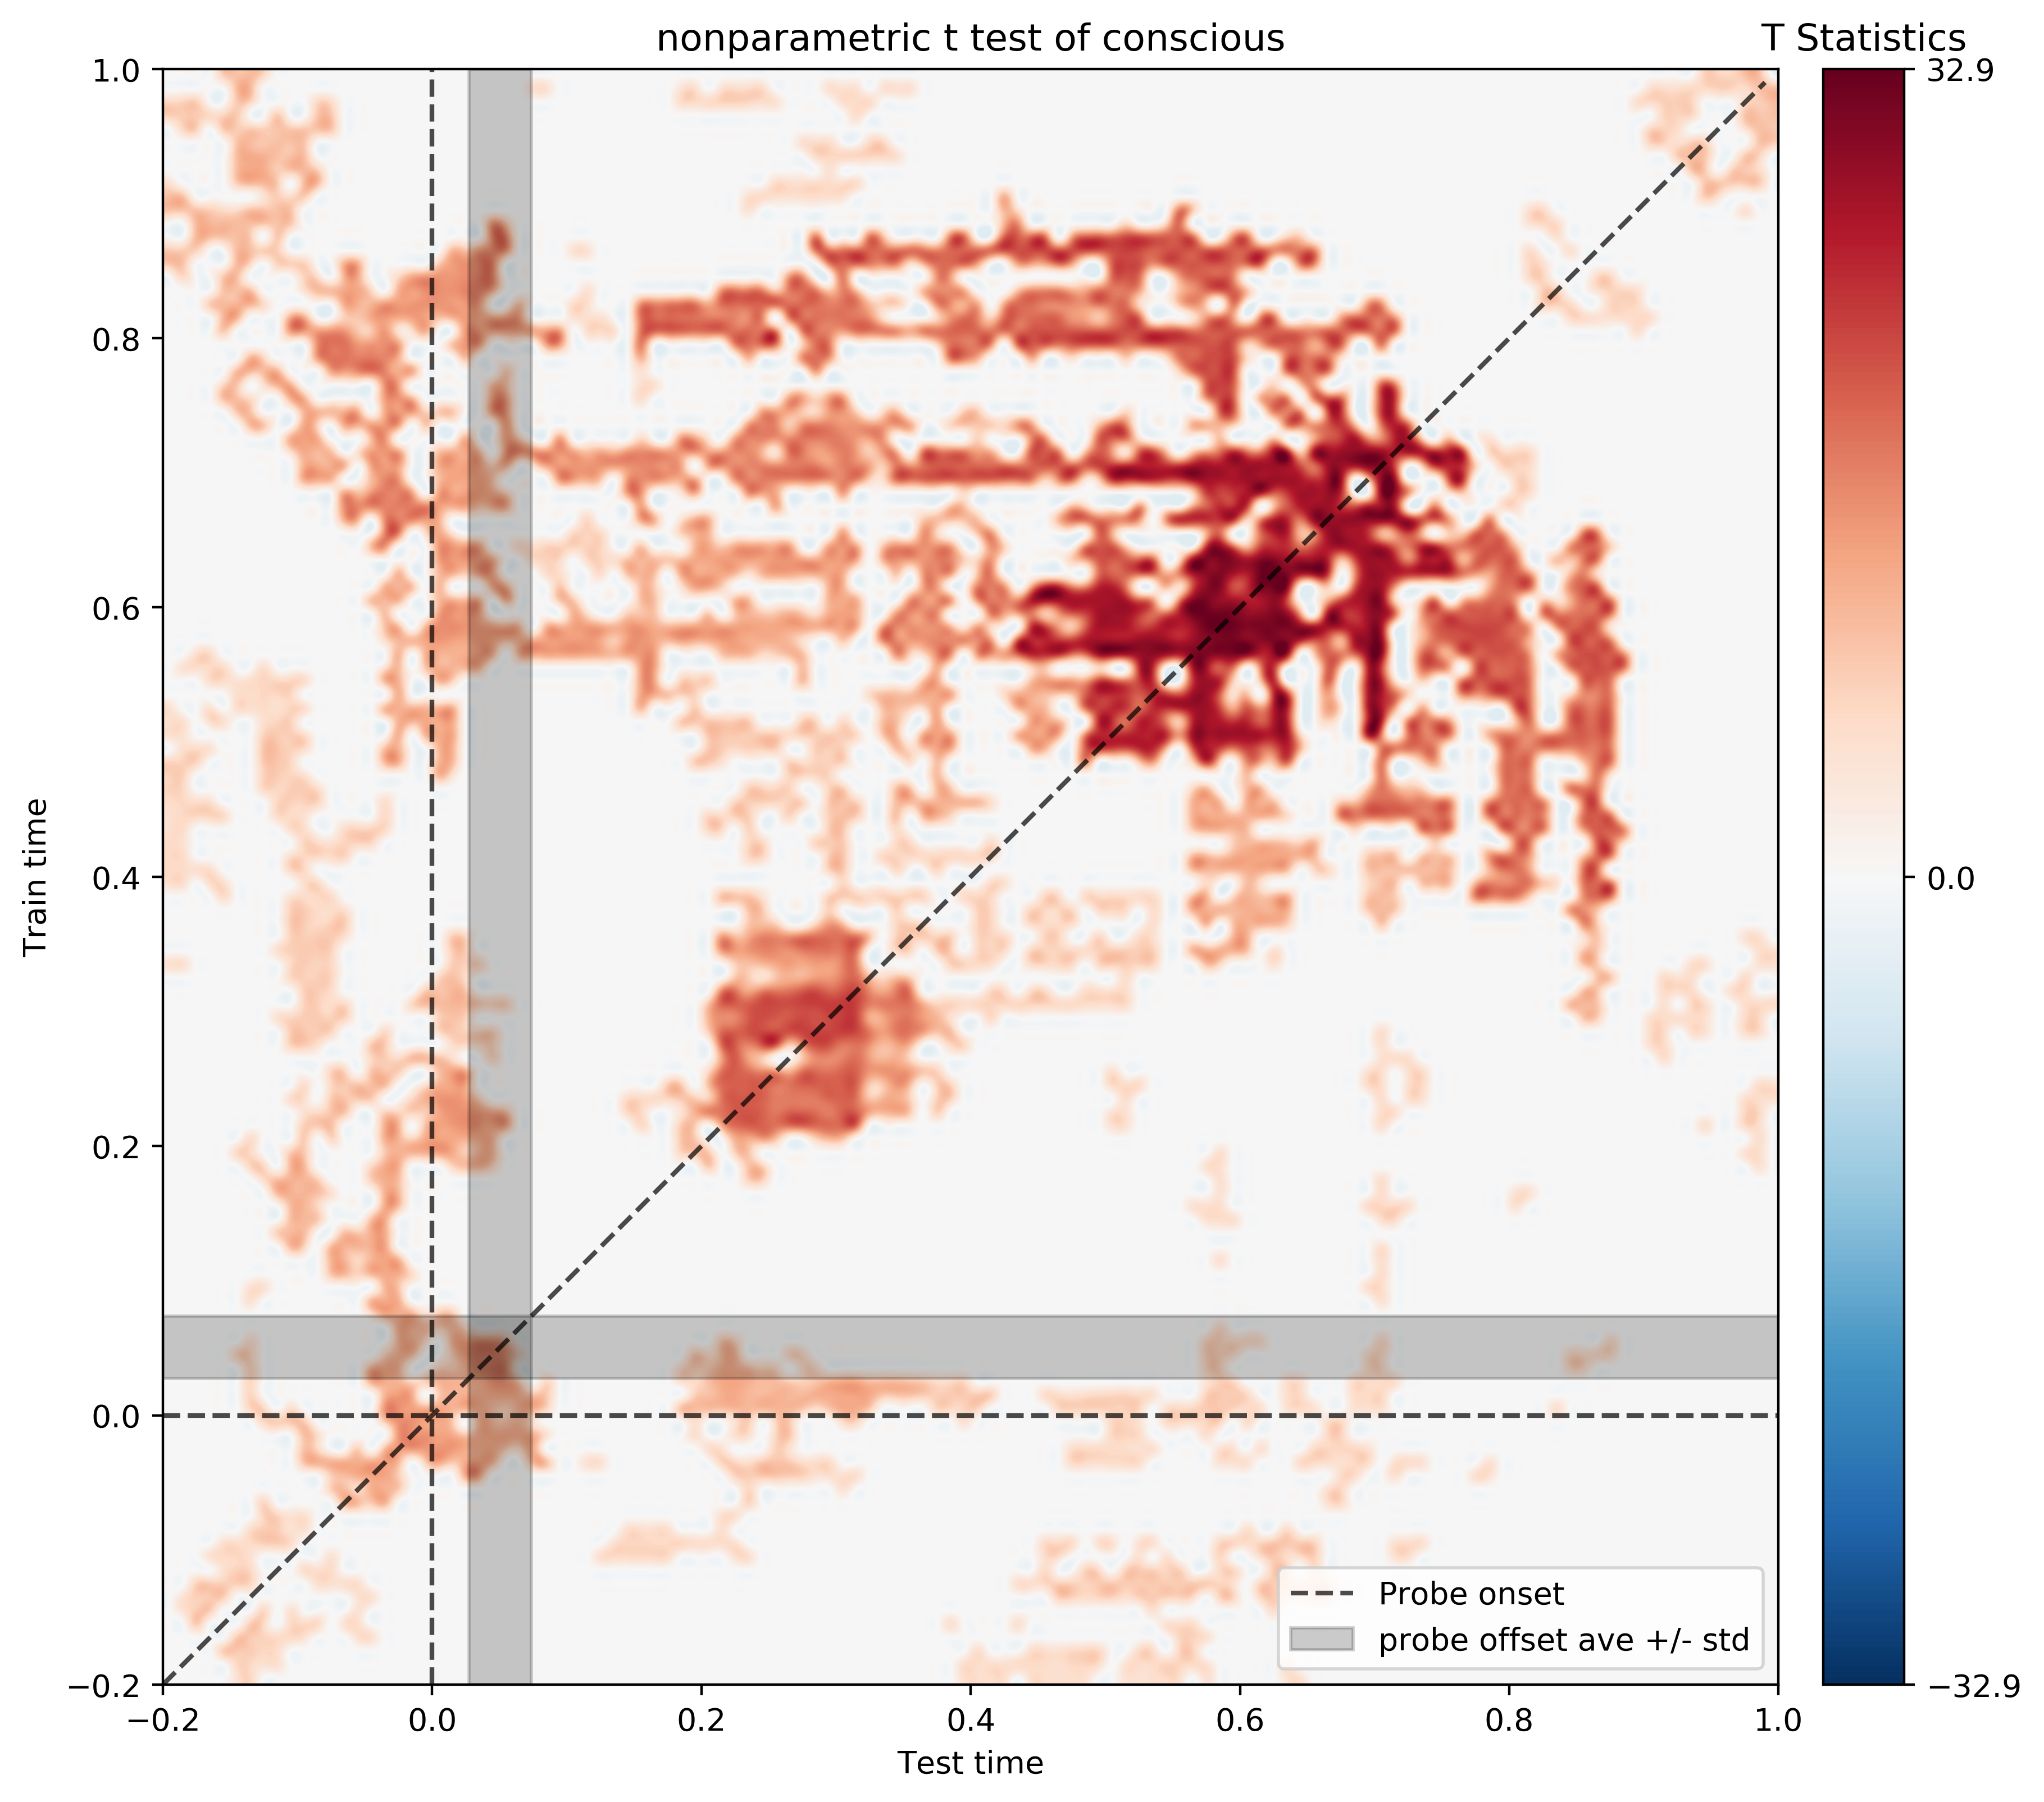 nonparametric t test of conscious
T Statistics
32.9
0.0
−32.9
Train time
1.0
0.8
0.6
0.4
0.2
0.0
−0.2
−0.2
0.0
0.2
0.4
0.6
0.8
1.0
Test time
Probe onset
probe offset ave +/- std